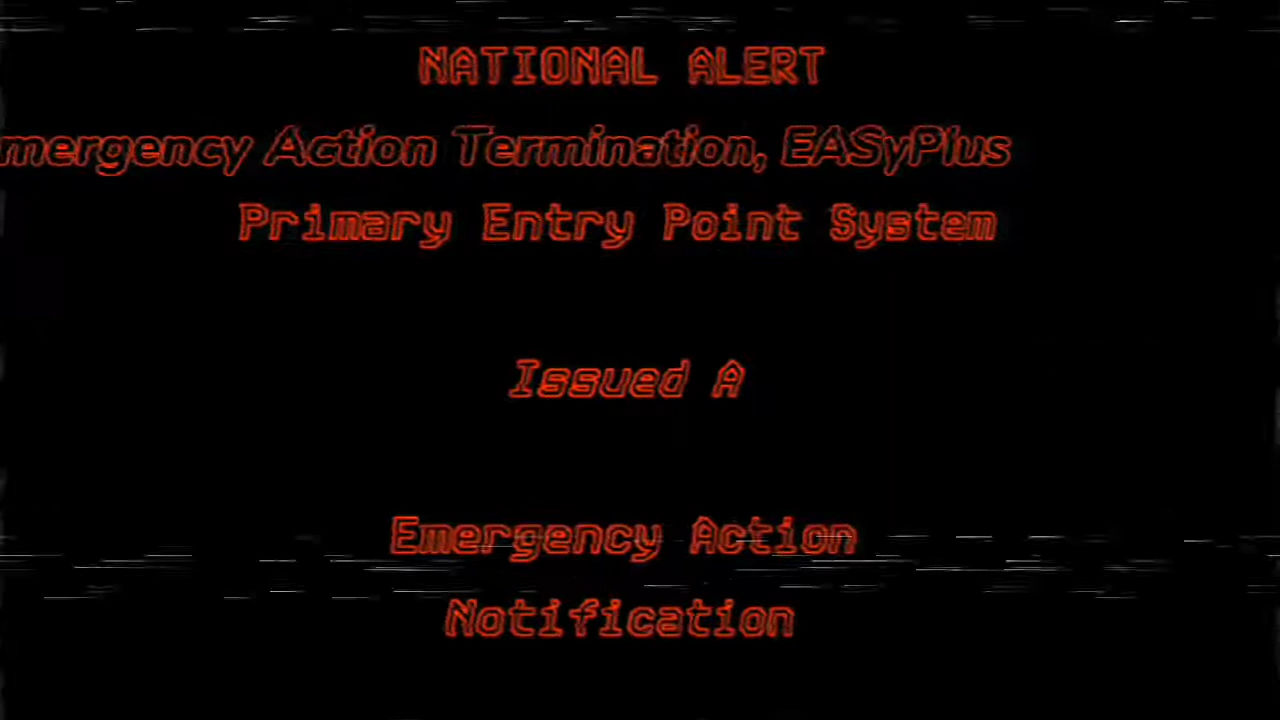 NATIONAL ALERT
mergency Action Termination, EASyPlus
Primary Entry Point System
Issued A
Emergency Action
Notification